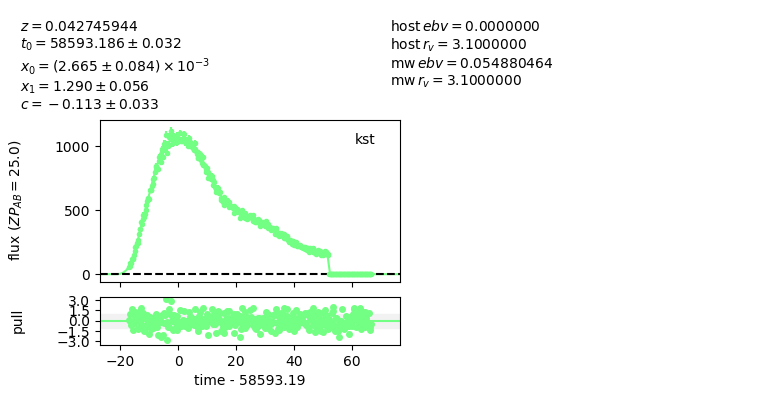 z = 0.042745944
t₀ = 58593.186 ± 0.032
x₀ = (2.665 ± 0.084) × 10⁻³
x₁ = 1.290 ± 0.056
c = −0.113 ± 0.033
host ebv = 0.0000000
host r_v = 3.1000000
mw ebv = 0.054880464
mw r_v = 3.1000000
kst
flux (ZP_AB = 25.0)
1000
500
0
pull
3.0
1.5
0.0
−1.5
−3.0
−20 0 20 40 60
time - 58593.19